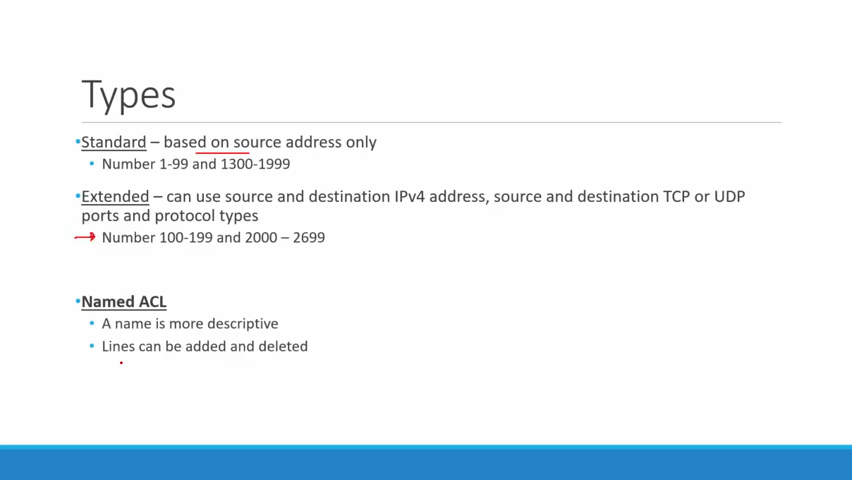 Types
•Standard – based on source address only
• Number 1-99 and 1300-1999
•Extended – can use source and destination IPv4 address, source and destination TCP or UDP
ports and protocol types
Number 100-199 and 2000 – 2699
•Named ACL
• A name is more descriptive
• Lines can be added and deleted